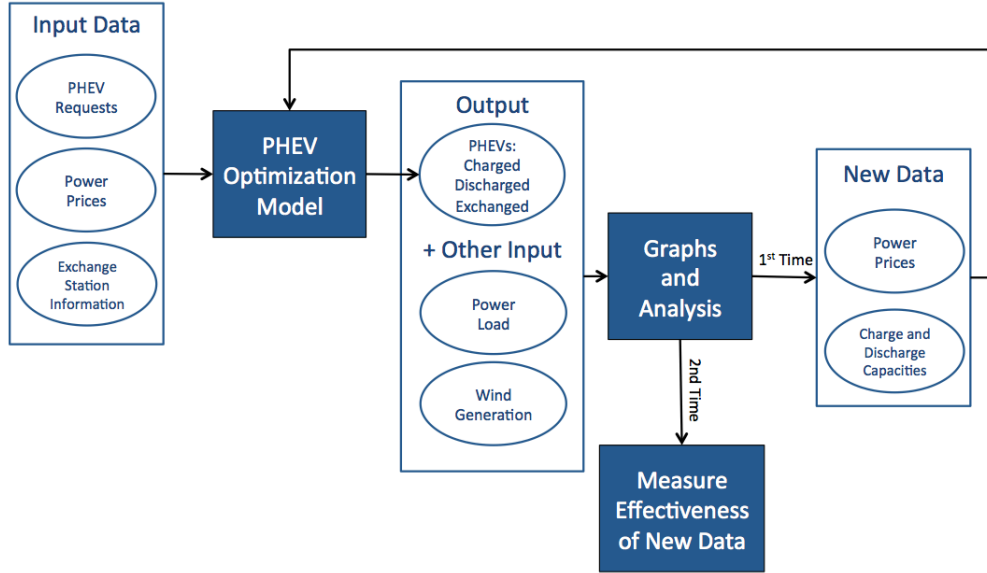 Input Data
PHEV
Requests
Power
Prices
Exchange
Station
Information
PHEV
Optimization
Model
Output
PHEVs:
Charged
Discharged
Exchanged
+ Other Input
Power
Load
Wind
Generation
Graphs
and
Analysis
1st Time
2nd Time
New Data
Power
Prices
Charge and
Discharge
Capacities
Measure
Effectiveness
of New Data